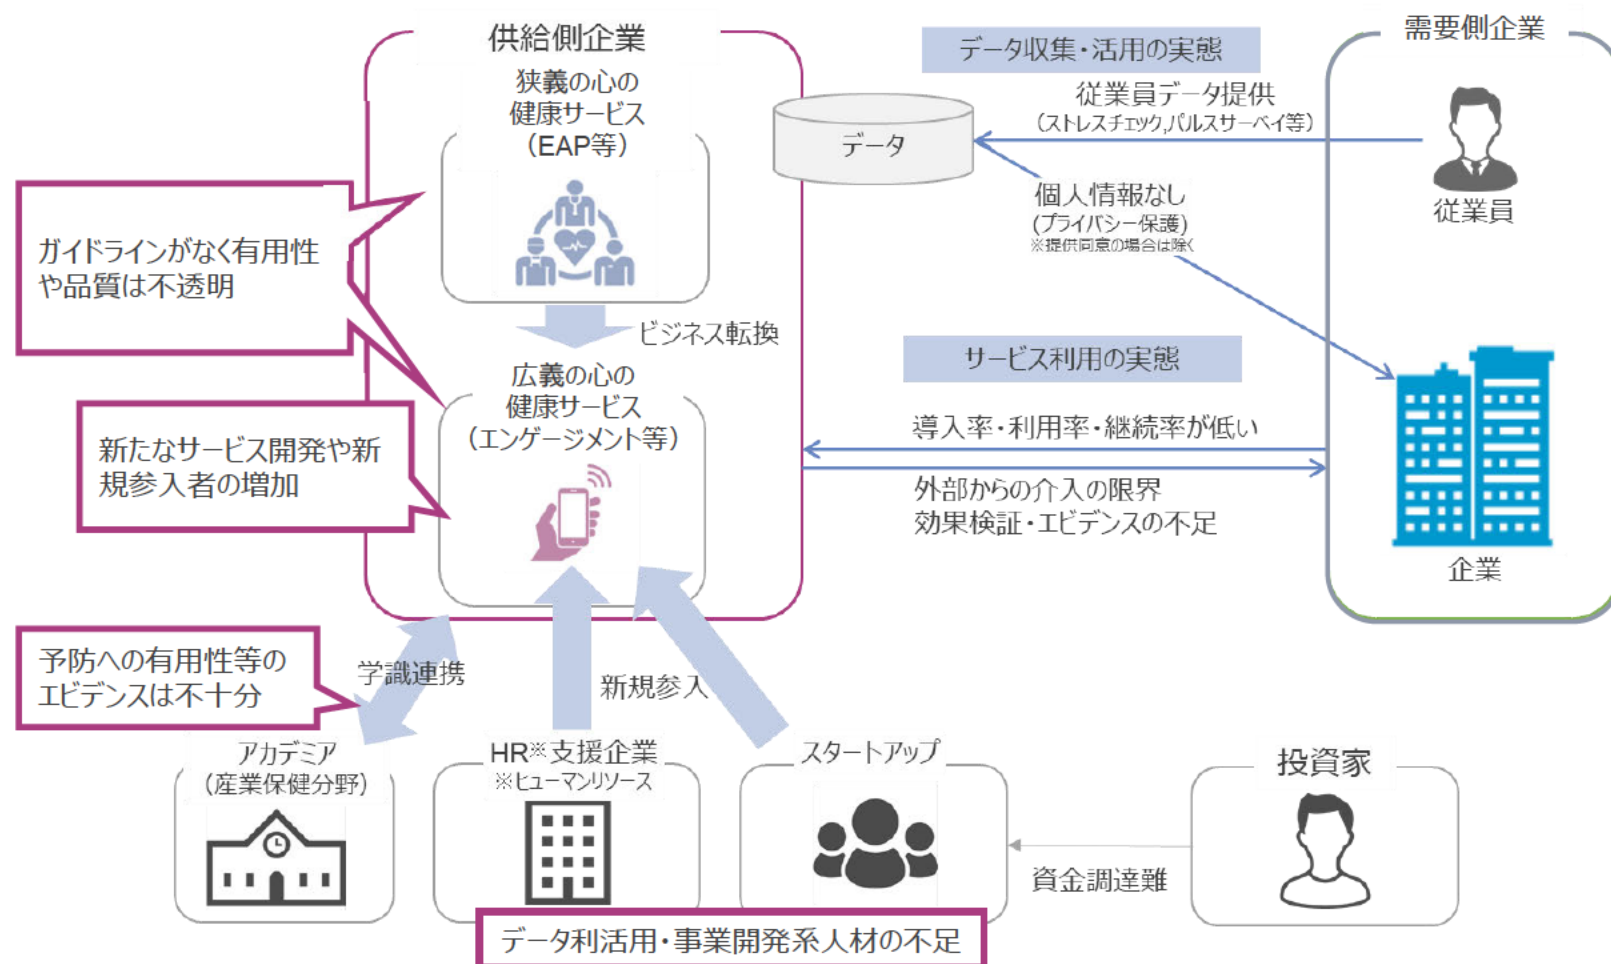 供給側企業
狭義の心の
健康サービス
（EAP等）
ガイドラインがなく有用性
や品質は不透明
ビジネス転換
広義の心の
健康サービス
（エンゲージメント等）
新たなサービス開発や新
規参入者の増加
データ収集・活用の実態
データ
従業員データ提供
（ストレスチェック,パルスサーベイ等）
個人情報なし
(プライバシー保護)
※提供同意の場合は除く
需要側企業
従業員
サービス利用の実態
導入率・利用率・継続率が低い
外部からの介入の限界
効果検証・エビデンスの不足
企業
予防への有用性等の
エビデンスは不十分
学識連携
新規参入
アカデミア
（産業保健分野）
HR※支援企業
※ヒューマンリソース
スタートアップ
投資家
資金調達難
データ利活用・事業開発系人材の不足